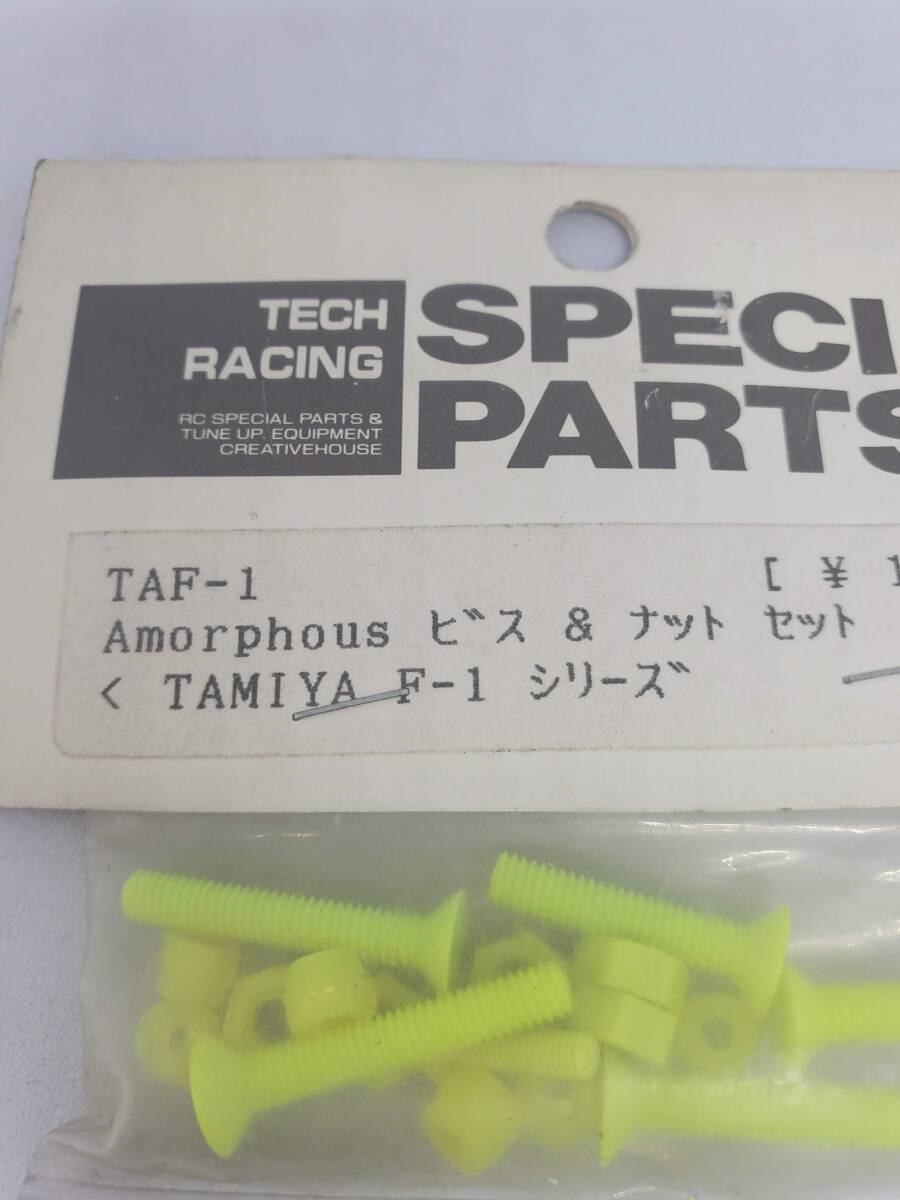 TECH
RACING
RC SPECIAL PARTS &
TUNE UP. EQUIPMENT
CREATIVEHOUSE
SPECI
PARTS
TAF-1 [ ¥ 1
Amorphous ビス & ナット セット
< TAMIYA F-1 シリーズ